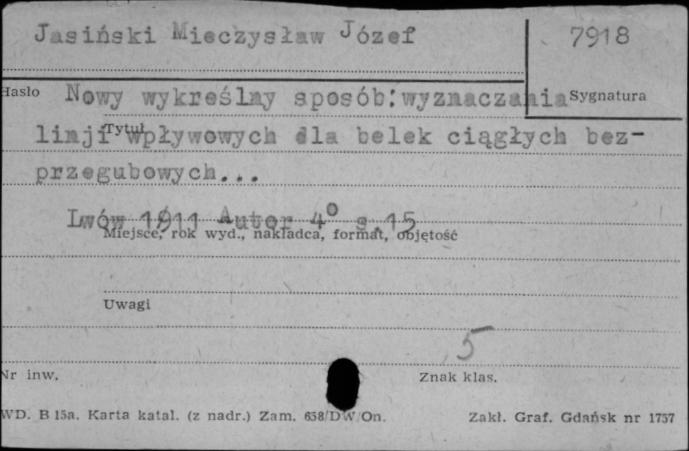 Jasiński Mieczysław Józef 7918
Hasło Nowy wykreślny sposób:wyznaczania Sygnatura
Tytuł
linji wpływowych dla belek ciągłych bez-
przegubowych...
Lwów 1911 Autor 4° s.15
Miejsce, rok wyd., nakładca, format, objętość
Uwagi
5
Nr inw. Znak klas.
WD. B 15a. Karta katal. (z nadr.) Zam. 658/DW/On. Zakł. Graf. Gdańsk nr 1757